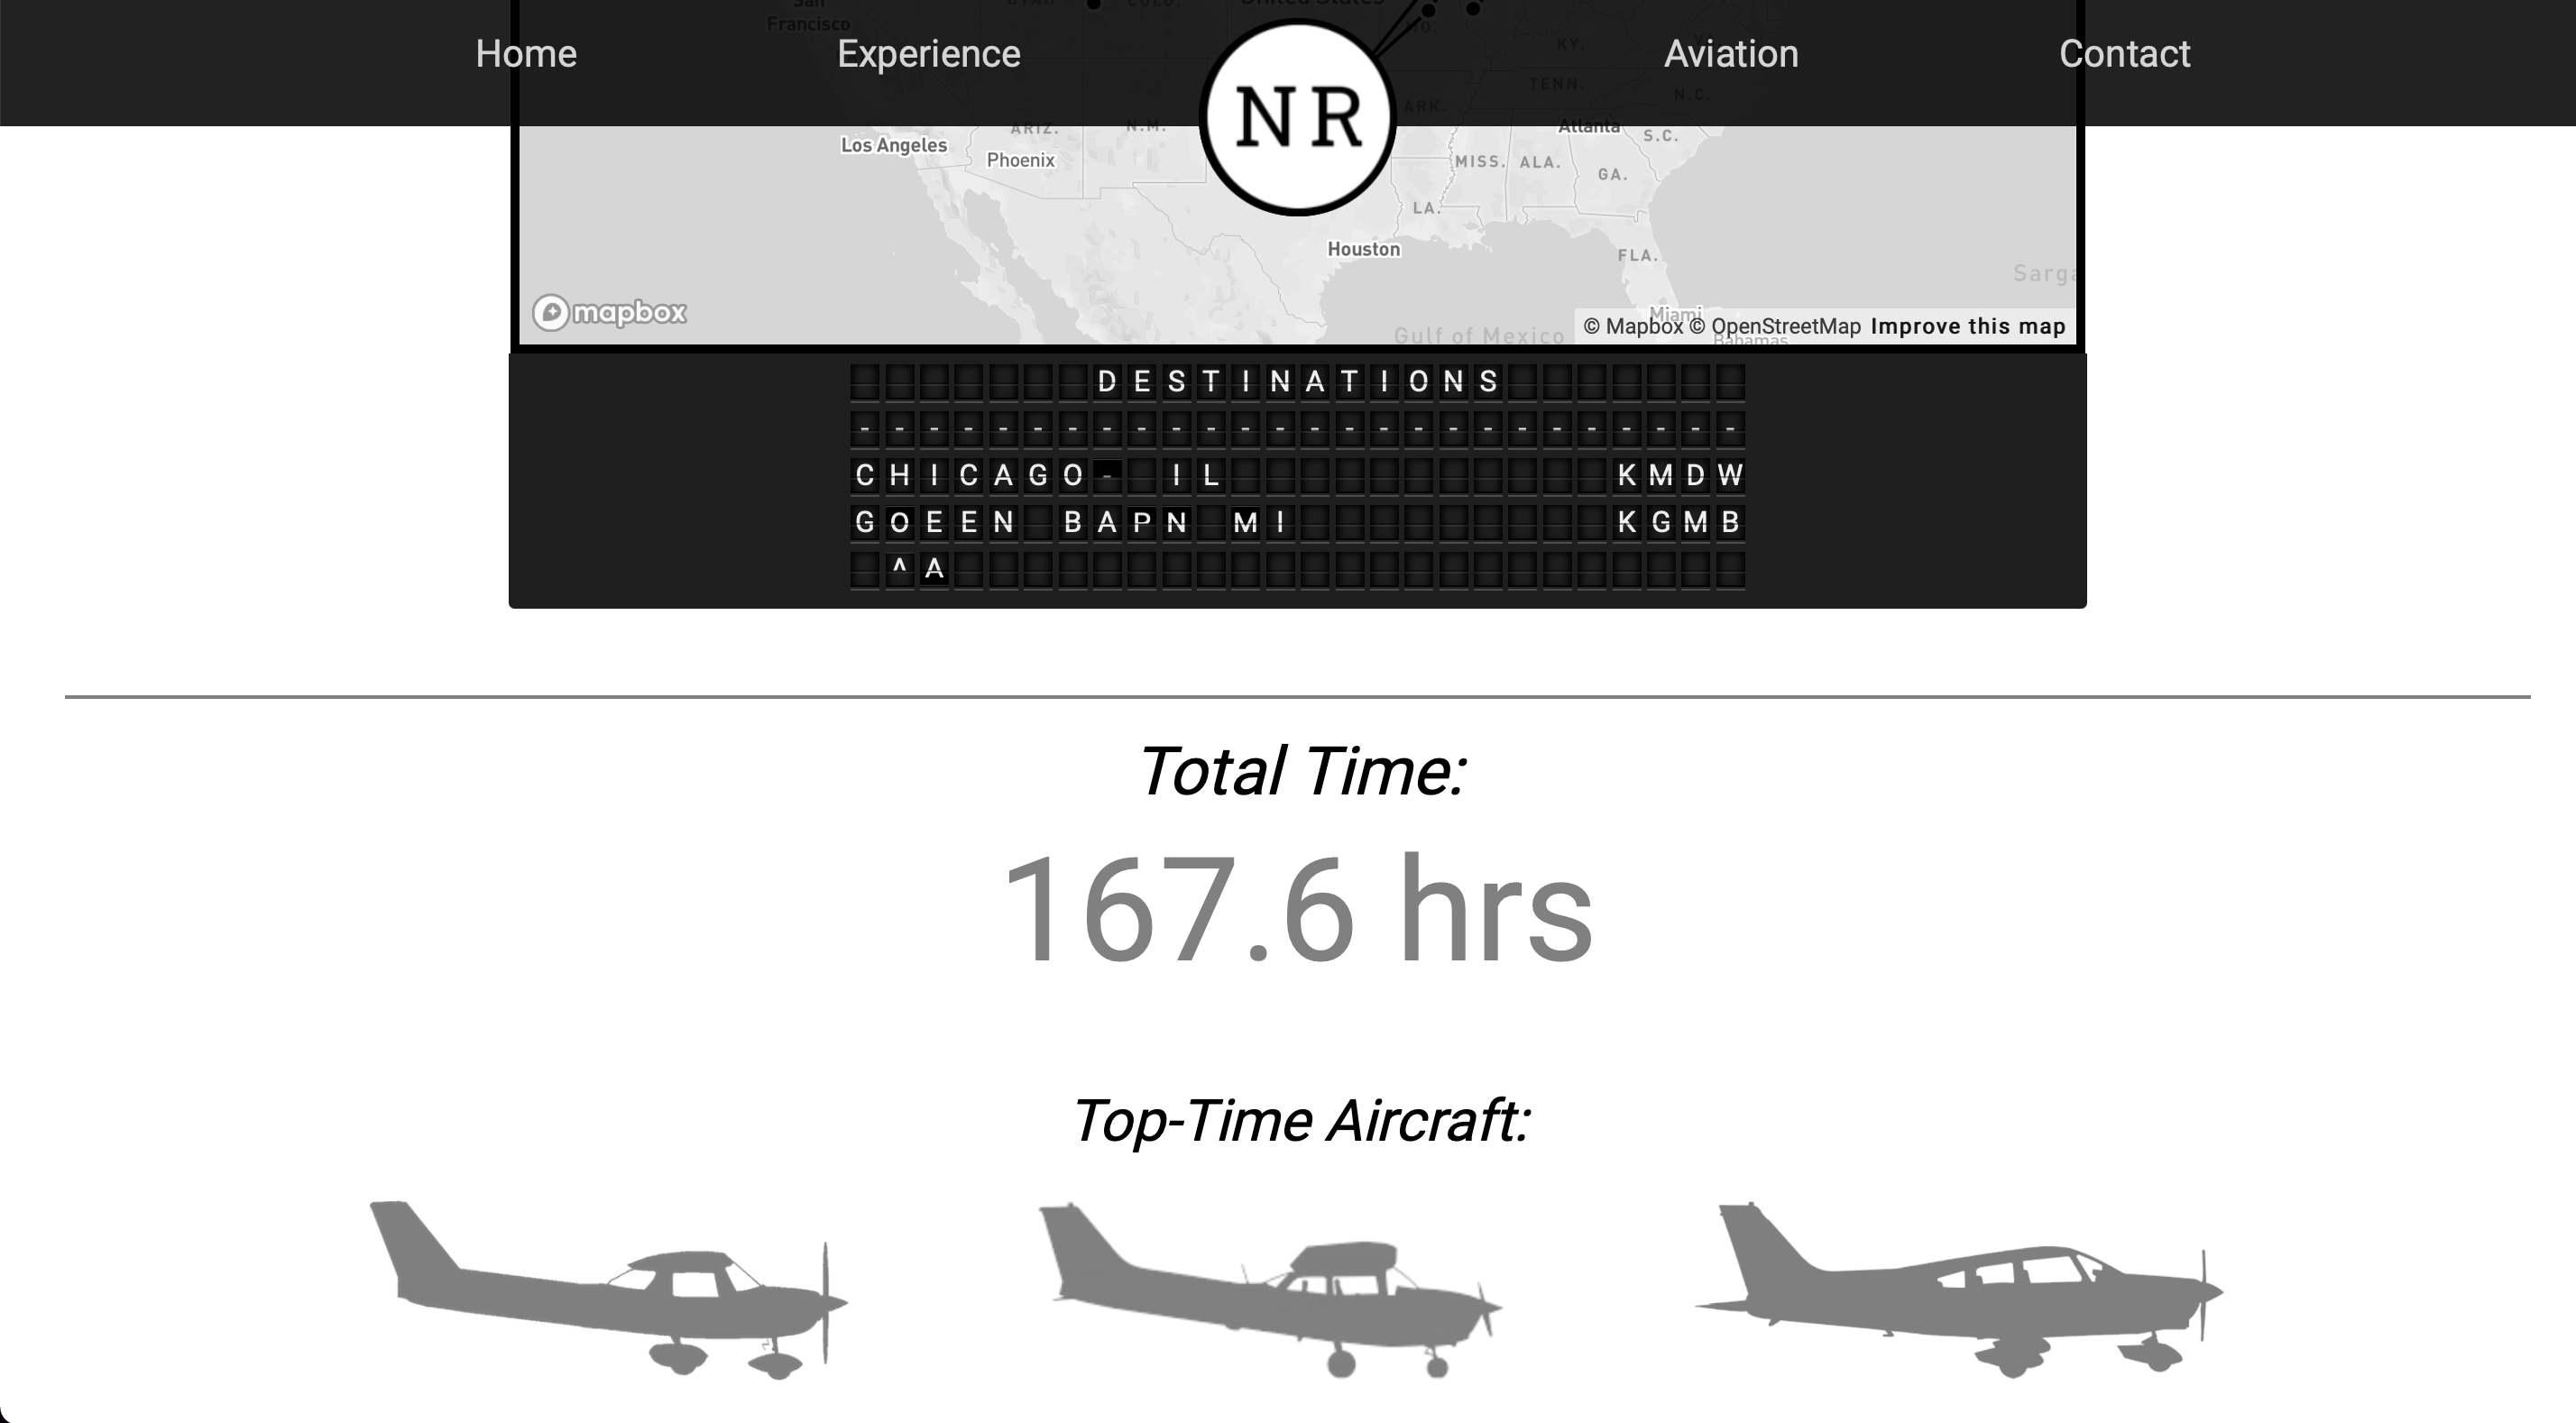 San
Francisco
UTAH
COLO.
United States
MO.
KY.
TENN.
N.C.
ARK.
Home Experience NR Aviation Contact
ARIZ. N.M. Atlanta S.C.
Los Angeles Phoenix MISS. ALA. GA.
LA.
Houston FLA.
Sarga
mapbox Miami
Gulf of Mexico © Mapbox © OpenStreetMap Improve this map
Bahamas
DESTINATIONS
--------------------------
CHICAGO- IL KMDW
GOEEN BAPN MI KGMB
^A
Total Time:
167.6 hrs
Top-Time Aircraft: